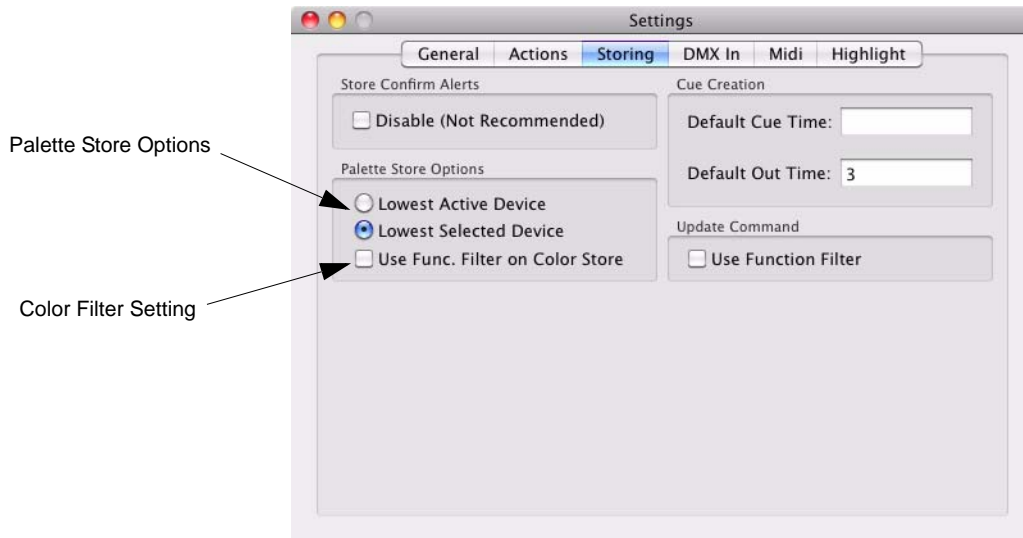 Settings
General Actions Storing DMX In Midi Highlight
Store Confirm Alerts
Disable (Not Recommended)
Cue Creation
Default Cue Time:
Default Out Time: 3
Palette Store Options
Palette Store Options
Lowest Active Device
Lowest Selected Device
Use Func. Filter on Color Store
Update Command
Use Function Filter
Color Filter Setting